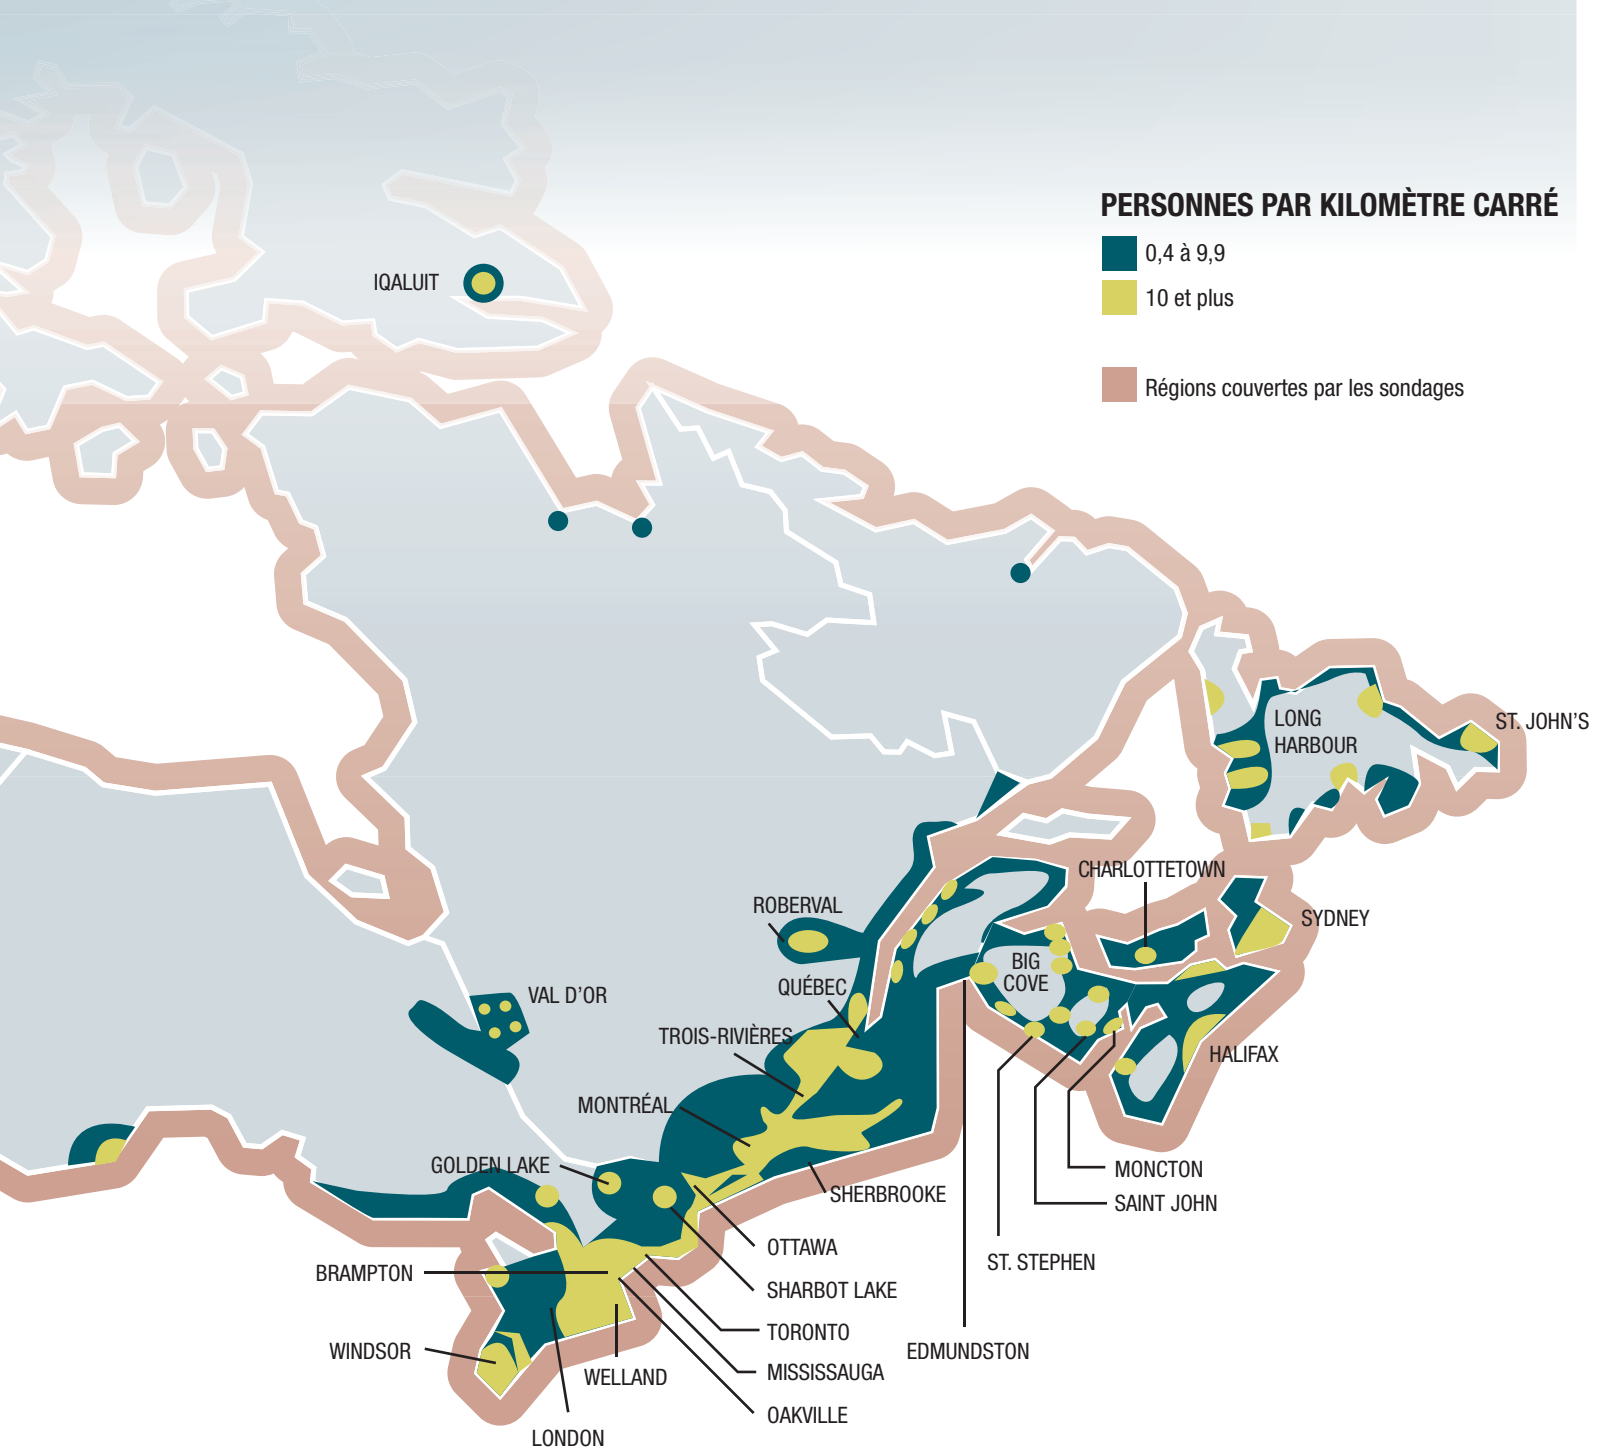 PERSONNES PAR KILOMÈTRE CARRÉ
0,4 à 9,9
10 et plus
Régions couvertes par les sondages
IQALUIT
LONG
HARBOUR
ST. JOHN'S
CHARLOTTETOWN
ROBERVAL
SYDNEY
BIG
COVE
QUÉBEC
VAL D'OR
TROIS-RIVIÈRES
HALIFAX
MONTRÉAL
GOLDEN LAKE
MONCTON
SHERBROOKE
SAINT JOHN
OTTAWA
ST. STEPHEN
BRAMPTON
SHARBOT LAKE
TORONTO
WINDSOR
EDMUNDSTON
WELLAND
MISSISSAUGA
OAKVILLE
LONDON